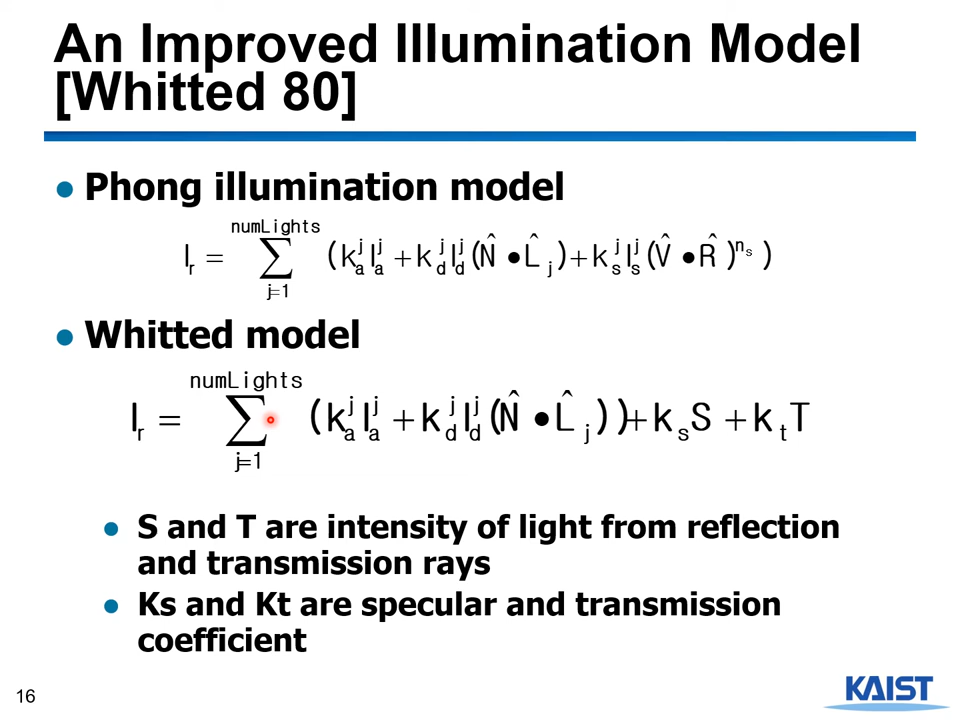 An Improved Illumination Model
[Whitted 80]
● Phong illumination model
numLights
I_r = ∑ (k_a^j I_a^j + k_d^j I_d^j (N̂ • L̂_j) + k_s^j I_s^j (V̂ • R̂)^{n_s} )
j=1
● Whitted model
numLights
I_r = ∑ (k_a^j I_a^j + k_d^j I_d^j (N̂ • L̂_j)) + k_s S + k_t T
j=1
● S and T are intensity of light from reflection
and transmission rays
● Ks and Kt are specular and transmission
coefficient
16
KAIST